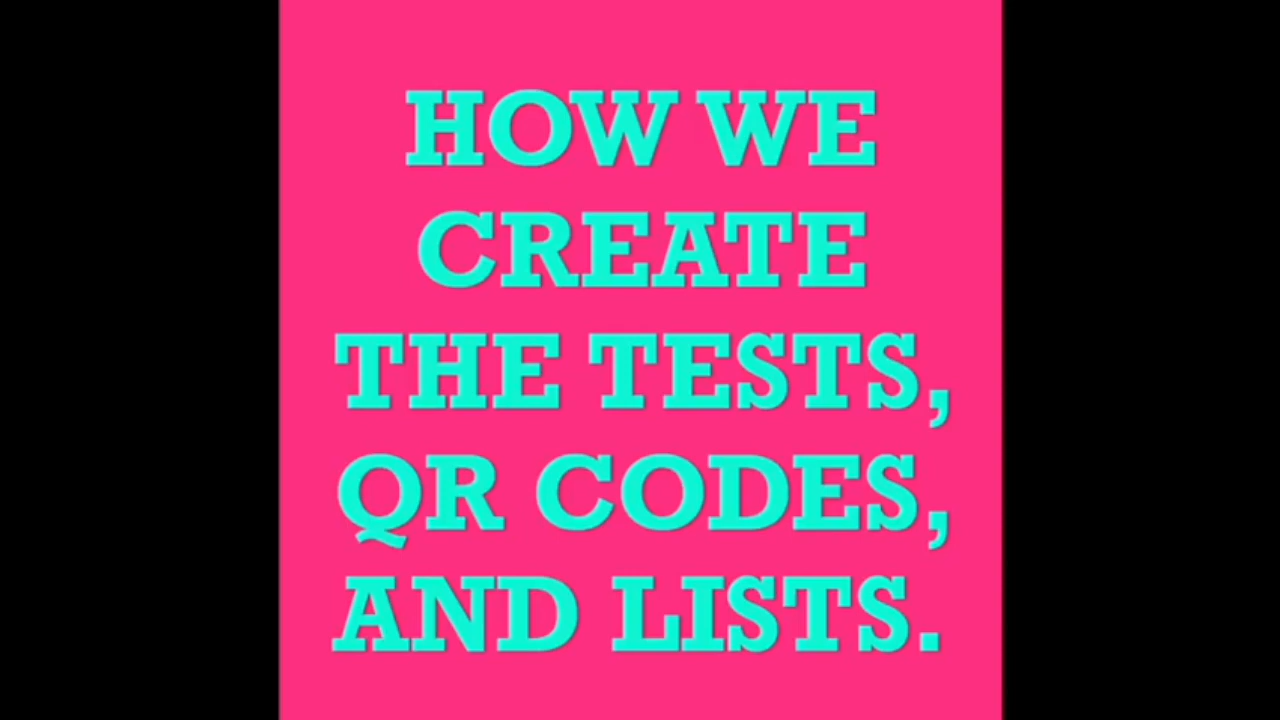 HOW WE
CREATE
THE TESTS,
QR CODES,
AND LISTS.